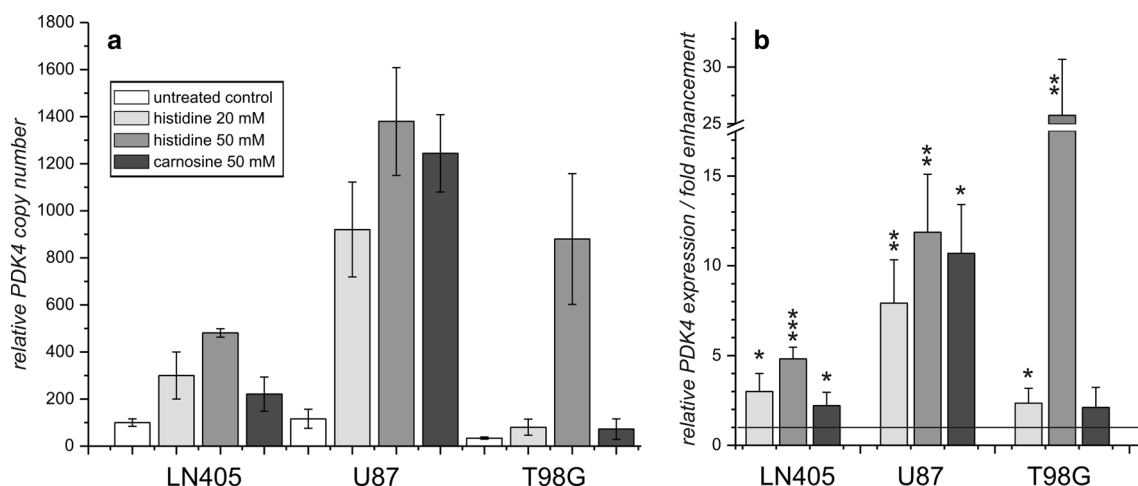 a
relative PDK4 copy number
1800
1600
1400
1200
1000
800
600
400
200
0
untreated control
histidine 20 mM
histidine 50 mM
carnosine 50 mM
LN405 U87 T98G
b
relative PDK4 expression / fold enhancement
30
25
15
10
5
0
*
***
*
**
**
*
*
**
LN405 U87 T98G